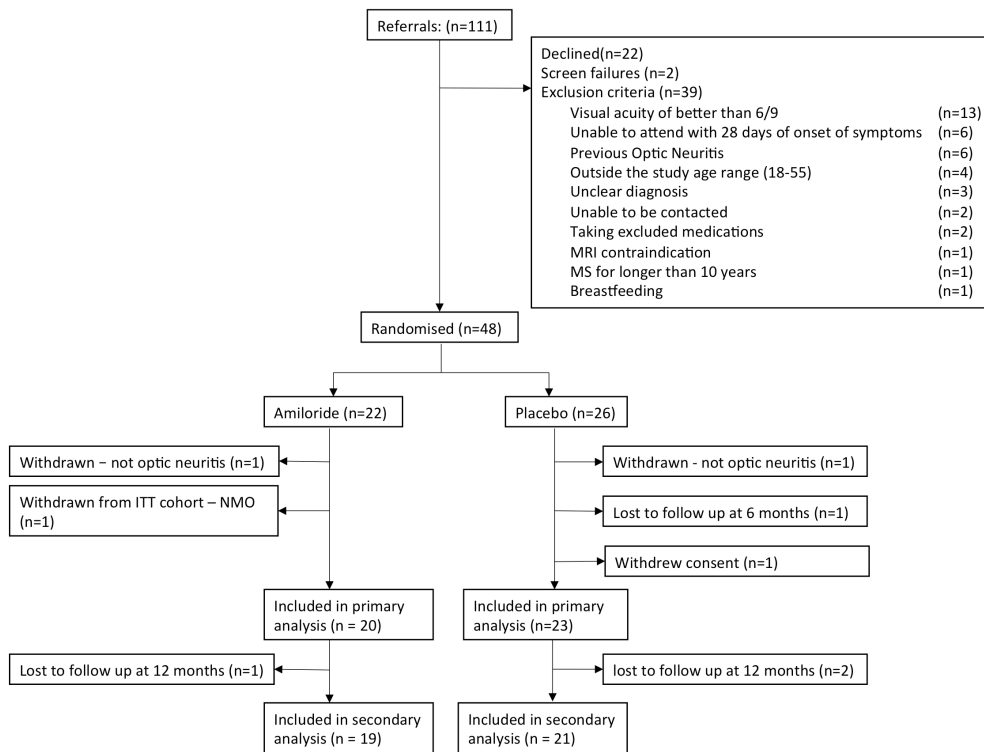 Referrals: (n=111)
Declined(n=22)
Screen failures (n=2)
Exclusion criteria (n=39)
Visual acuity of better than 6/9 (n=13)
Unable to attend with 28 days of onset of symptoms (n=6)
Previous Optic Neuritis (n=6)
Outside the study age range (18-55) (n=4)
Unclear diagnosis (n=3)
Unable to be contacted (n=2)
Taking excluded medications (n=2)
MRI contraindication (n=1)
MS for longer than 10 years (n=1)
Breastfeeding (n=1)
Randomised (n=48)
Amiloride (n=22)
Placebo (n=26)
Withdrawn – not optic neuritis (n=1)
Withdrawn - not optic neuritis (n=1)
Withdrawn from ITT cohort – NMO
(n=1)
Lost to follow up at 6 months (n=1)
Withdrew consent (n=1)
Included in primary
analysis (n = 20)
Included in primary
analysis (n=23)
Lost to follow up at 12 months (n=1)
lost to follow up at 12 months (n=2)
Included in secondary
analysis (n = 19)
Included in secondary
analysis (n = 21)